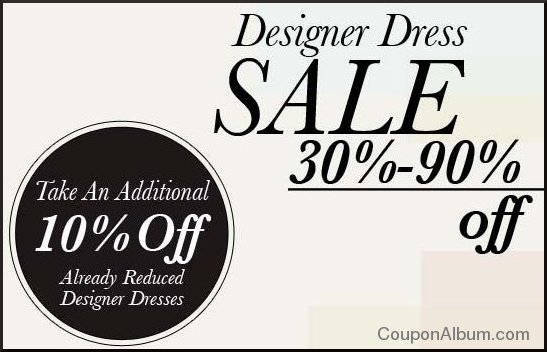 Designer Dress
SALE
30%-90%
off
Take An Additional
10% Off
Already Reduced
Designer Dresses
CouponAlbum.com